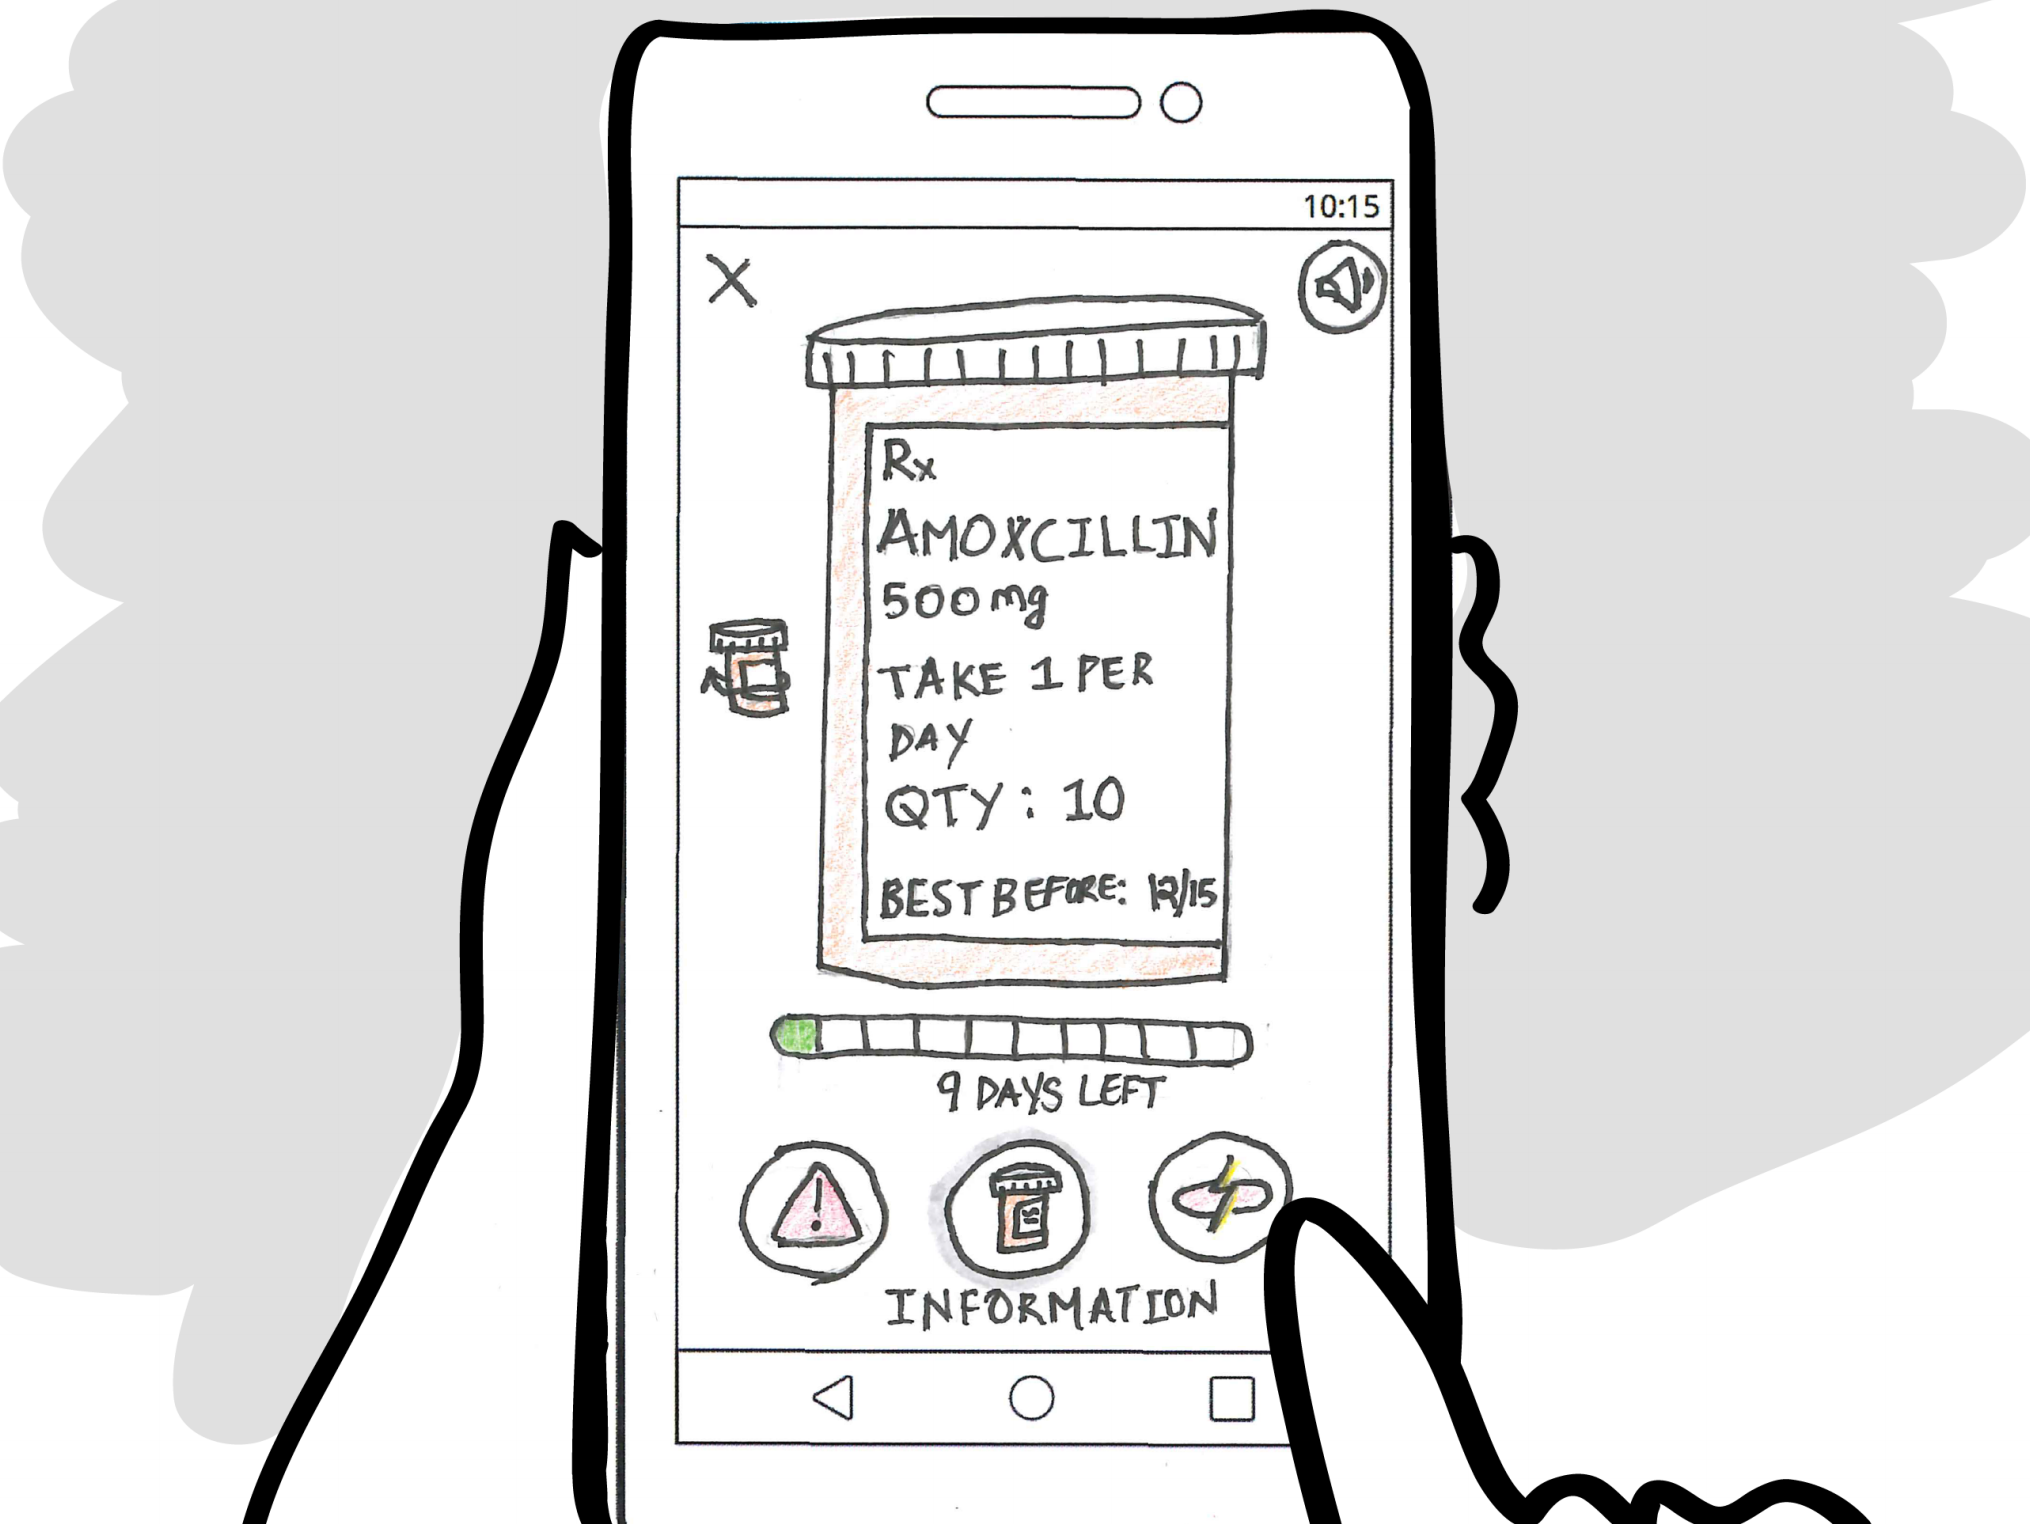 10:15
X
Rx
AMOXCILLIN
500mg
TAKE 1 PER
DAY
QTY: 10
BEST BEFORE: 12/15
9 DAYS LEFT
!
INFORMATION